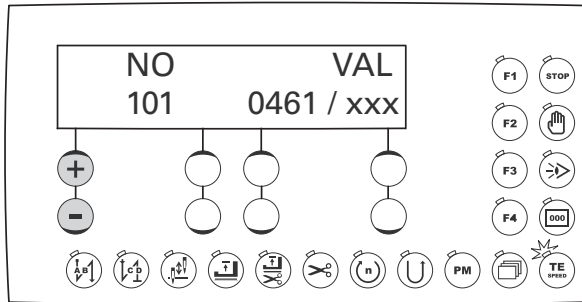 NO VAL
101 0461 / xxx
F1 STOP
F2
+ F3
- F4 000
A B C D n PM TE
SPEED